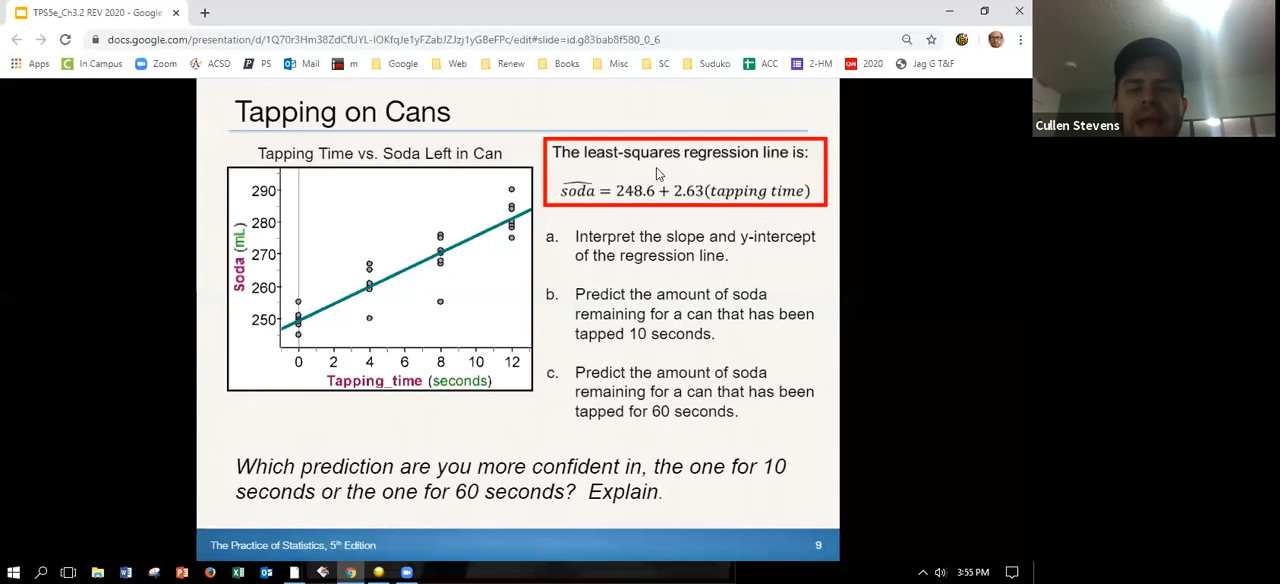 TPS5e_Ch3.2 REV 2020 - Google
docs.google.com/presentation/d/1Q70r3Hm38ZdCfUYL-IOKfqJe1yFZabJZJzj1yGBeFPc/edit#slide=id.g83bab8f580_0_6
Apps In Campus Zoom ACSD PS Mail m Google Web Renew Books Misc SC Suduko ACC 2-HM 2020 Jag G T&F
Cullen Stevens
Tapping on Cans
Tapping Time vs. Soda Left in Can
290
280
270
260
250
Soda (mL)
0 2 4 6 8 10 12
Tapping_time (seconds)
The least-squares regression line is:
soda = 248.6 + 2.63(tapping time)
a. Interpret the slope and y-intercept
of the regression line.
b. Predict the amount of soda
remaining for a can that has been
tapped 10 seconds.
c. Predict the amount of soda
remaining for a can that has been
tapped for 60 seconds.
Which prediction are you more confident in, the one for 10
seconds or the one for 60 seconds? Explain.
The Practice of Statistics, 5th Edition
9
3:55 PM